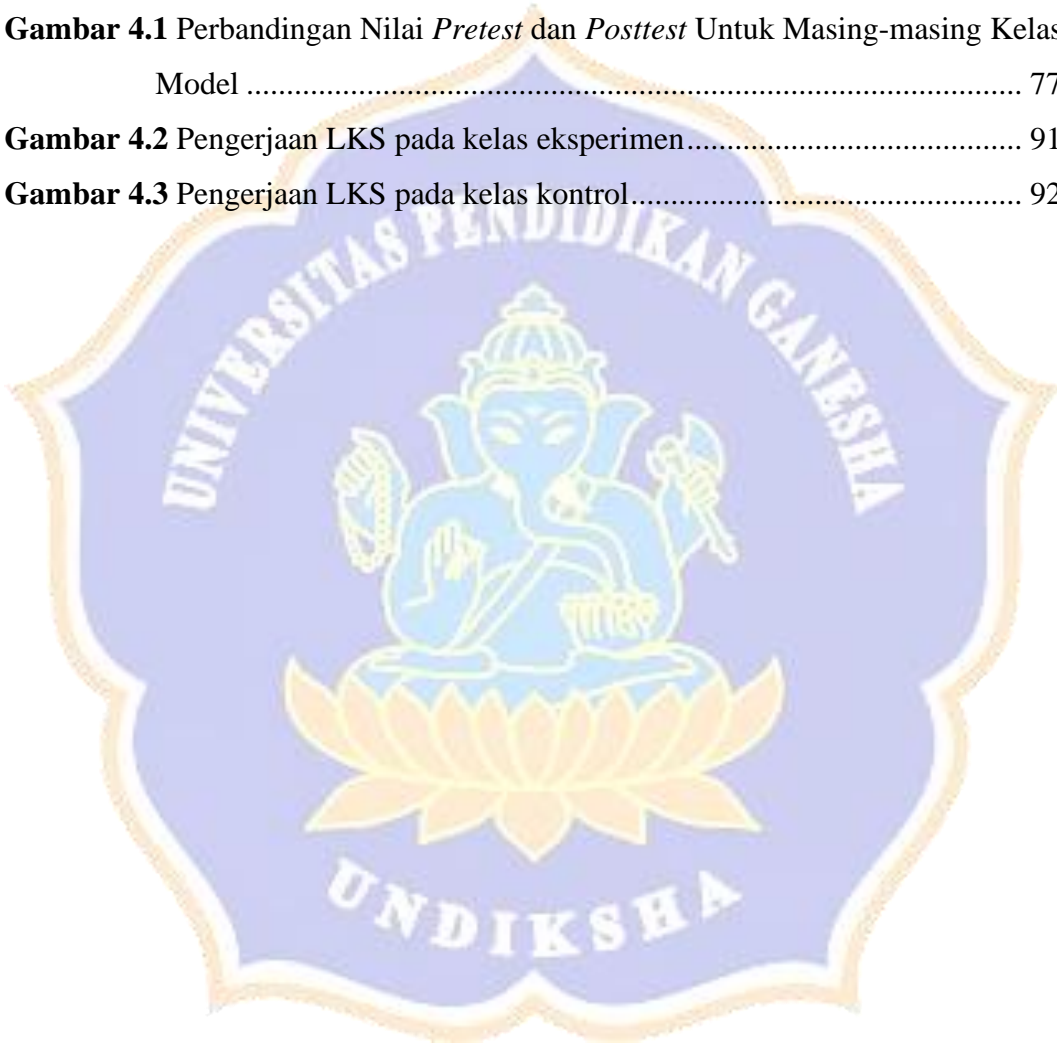 Gambar 4.1 Perbandingan Nilai Pretest dan Posttest Untuk Masing-masing Kelas
Model ................................................................................................. 77
Gambar 4.2 Pengerjaan LKS pada kelas eksperimen.......................................... 91
Gambar 4.3 Pengerjaan LKS pada kelas kontrol................................................. 92
UNIVERSITAS PENDIDIKAN GANESHA
UNDIKSHA